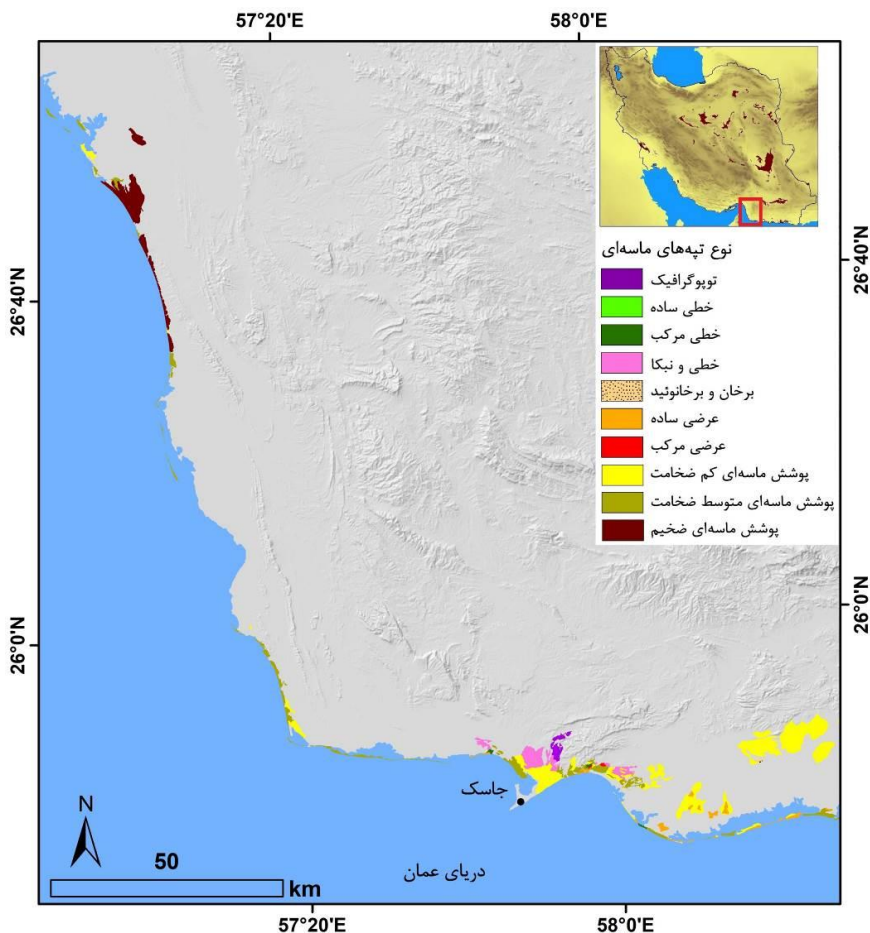 57°20'E
58°0'E
26°40'N
26°40'N
26°0'N
26°0'N
نوع تپه‌های ماسه‌ای
توپوگرافیک
خطی ساده
خطی مرکب
خطی و نبکا
برخان و برخانوئید
عرضی ساده
عرضی مرکب
پوشش ماسه‌ای کم ضخامت
پوشش ماسه‌ای متوسط ضخامت
پوشش ماسه‌ای ضخیم
جاسک
دریای عمان
N
50
km
57°20'E
58°0'E